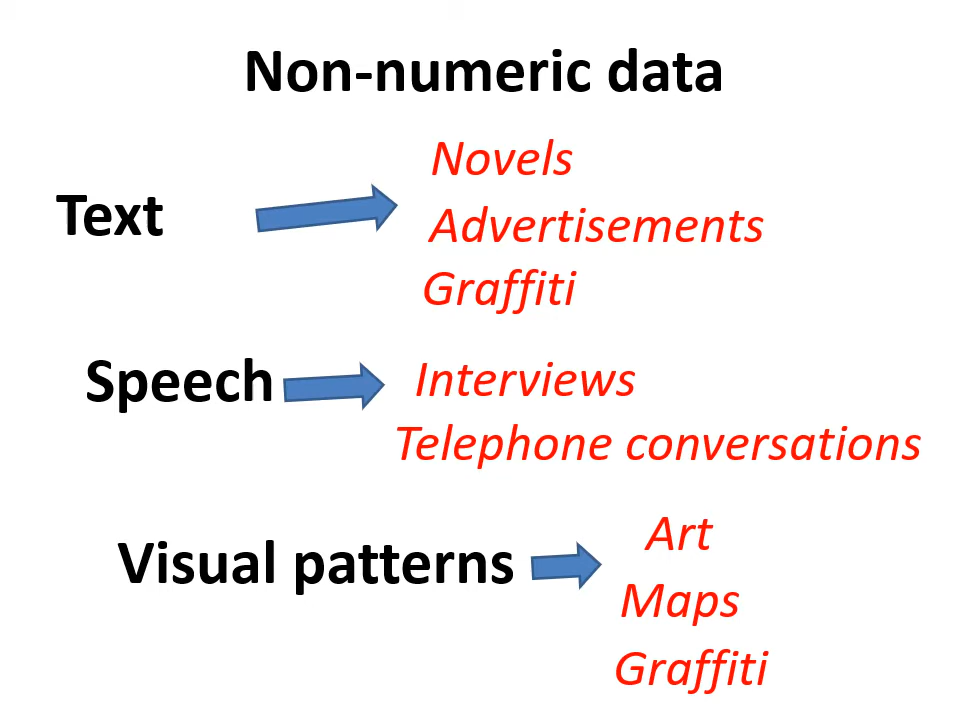 Non-numeric data
Novels
Text
Advertisements
Graffiti
Speech
Interviews
Telephone conversations
Art
Visual patterns
Maps
Graffiti